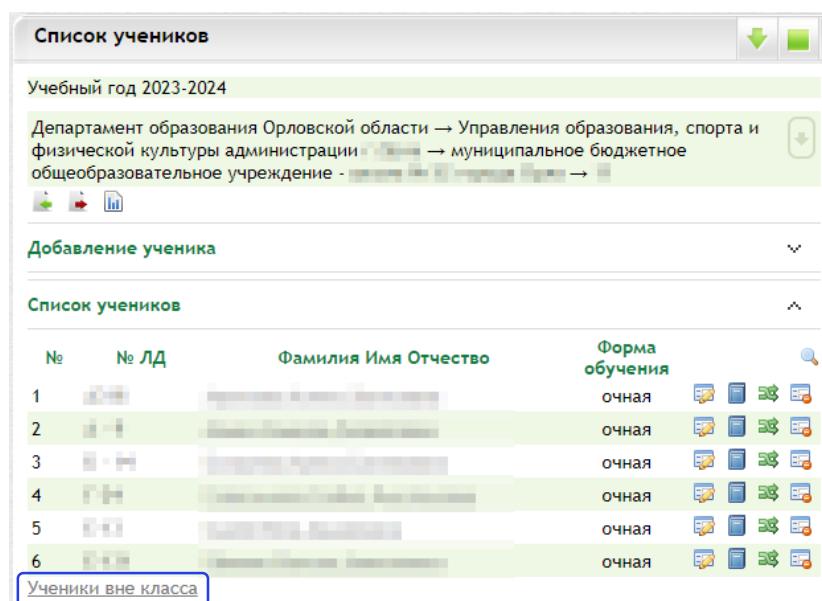 Список учеников
Учебный год 2023-2024
Департамент образования Орловской области → Управления образования, спорта и
физической культуры администрации → муниципальное бюджетное
общеобразовательное учреждение - →
Добавление ученика
Список учеников
№ № ЛД Фамилия Имя Отчество Форма обучения
1 очная
2 очная
3 очная
4 очная
5 очная
6 очная
Ученики вне класса